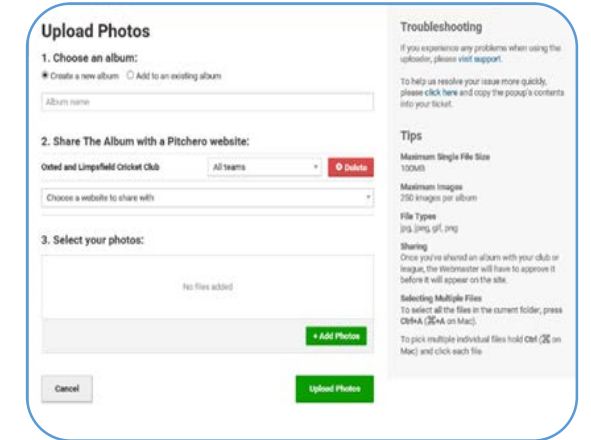 Upload Photos
1. Choose an album:
Create a new album Add to an existing album
Album name
2. Share The Album with a Pitchero website:
Oxted and Limpsfield Cricket Club All teams Delete
Choose a website to share with
3. Select your photos:
No files added
+ Add Photos
Cancel Upload Photos
Troubleshooting
If you experience any problems when using the
uploader, please visit support.
To help us resolve your issue more quickly,
please click here and copy the popup's contents
into your ticket.
Tips
Maximum Single File Size
100MB
Maximum Images
250 images per album
File Types
jpg, jpeg, gif, png
Sharing
Once you've shared an album with your club or
league, the Webmaster will have to approve it
before it will appear on the site.
Selecting Multiple Files
To select all the files in the current folder, press
Ctrl+A (⌘+A on Mac).
To pick multiple individual files hold Ctrl (⌘ on
Mac) and click each file